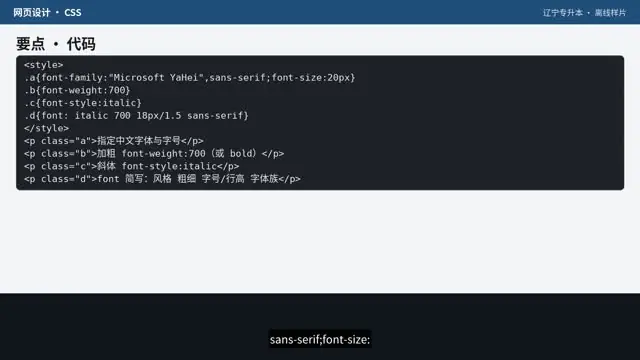 网页设计 · CSS
辽宁专升本 · 离线样片
要点 · 代码
<style>
.a{font-family:"Microsoft YaHei",sans-serif;font-size:20px}
.b{font-weight:700}
.c{font-style:italic}
.d{font: italic 700 18px/1.5 sans-serif}
</style>
<p class="a">指定中文字体与字号</p>
<p class="b">加粗 font-weight:700（或 bold）</p>
<p class="c">斜体 font-style:italic</p>
<p class="d">font 简写：风格 粗细 字号/行高 字体族</p>
sans-serif;font-size: